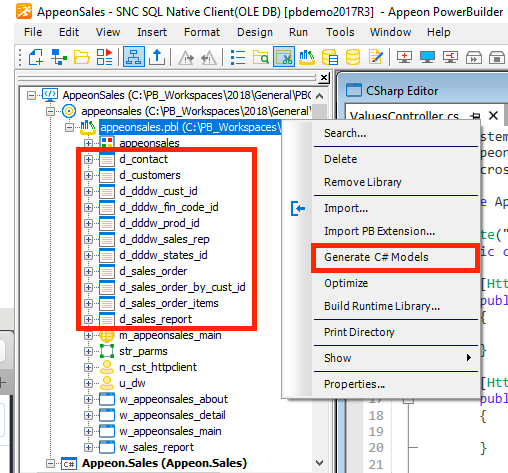 AppeonSales - SNC SQL Native Client(OLE DB) [pbdemo2017R3] - Appeon PowerBuilder
File Edit View Insert Format Design Run Tools Window Help
AppeonSales (C:\PB_Workspaces\2018\General\PBC
appeonsales (C:\PB_Workspaces\2018\General\
appeonsales.pbl (C:\PB_Workspaces\
appeonsales
d_contact
d_customers
d_dddw_cust_id
d_dddw_fin_code_id
d_dddw_prod_id
d_dddw_sales_rep
d_dddw_states_id
d_sales_order
d_sales_order_by_cust_id
d_sales_order_items
d_sales_report
m_appeonsales_main
str_parms
n_cst_httpclient
u_dw
w_appeonsales_about
w_appeonsales_detail
w_appeonsales_main
w_sales_report
C#
Appeon.Sales (Appeon.Sales)
Search...
Delete
Remove Library
Import...
Import PB Extension...
Generate C# Models
Optimize
Build Runtime Library...
Print Directory
Show
Properties...
CSharp Editor
ValuesController.cs
stem
ppeon
cros
e Ap
te("
ic c
[Htt
publ
{
}
[Htt
publ
17
18
{
19
20
}